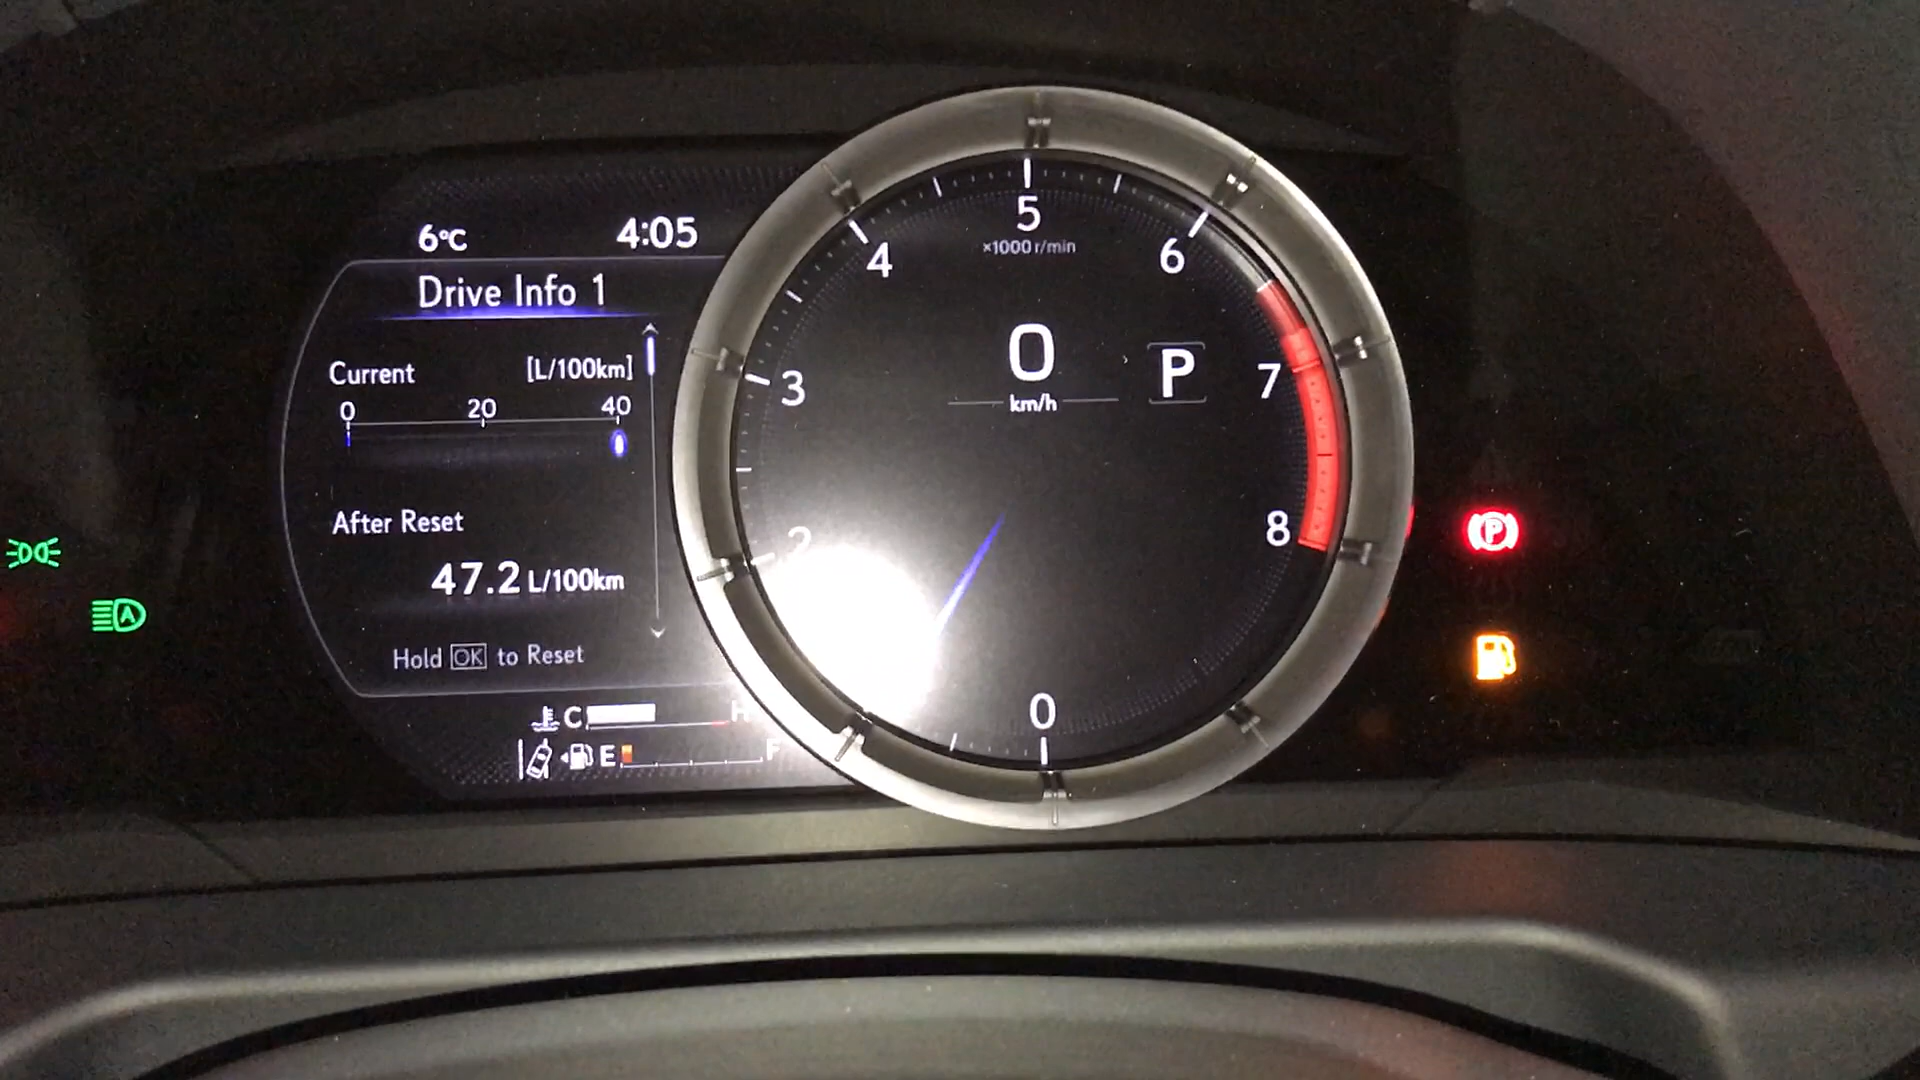 6°C 4:05
Drive Info 1
Current [L/100km]
0 20 40
After Reset
47.2 L/100km
Hold OK to Reset
C H
E F
5
×1000 r/min
4 6
0
km/h
P
3 7
2 8
0
P
A